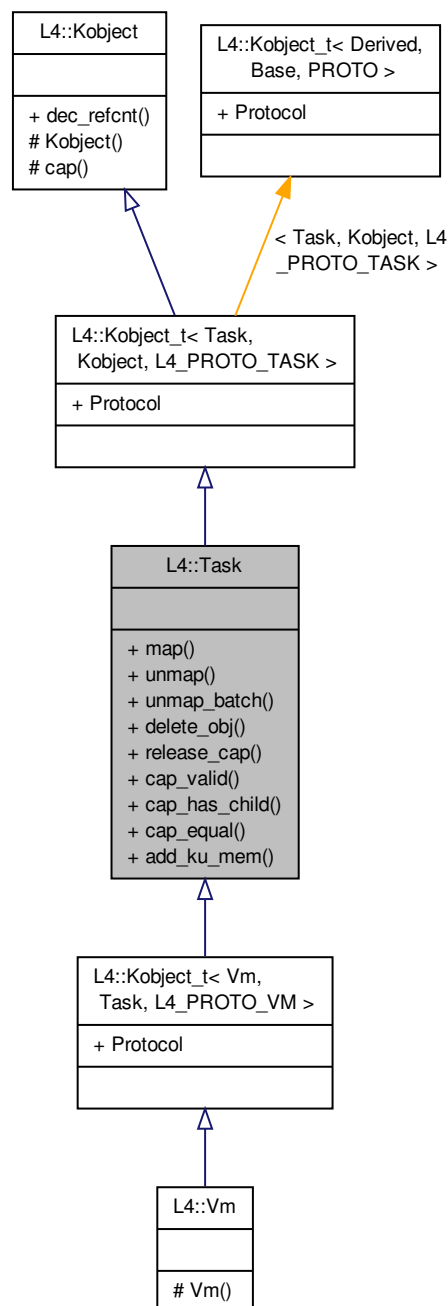 L4::Kobject
+ dec_refcnt()
# Kobject()
# cap()
L4::Kobject_t< Derived,
Base, PROTO >
+ Protocol
< Task, Kobject, L4
_PROTO_TASK >
L4::Kobject_t< Task,
Kobject, L4_PROTO_TASK >
+ Protocol
L4::Task
+ map()
+ unmap()
+ unmap_batch()
+ delete_obj()
+ release_cap()
+ cap_valid()
+ cap_has_child()
+ cap_equal()
+ add_ku_mem()
L4::Kobject_t< Vm,
Task, L4_PROTO_VM >
+ Protocol
L4::Vm
# Vm()